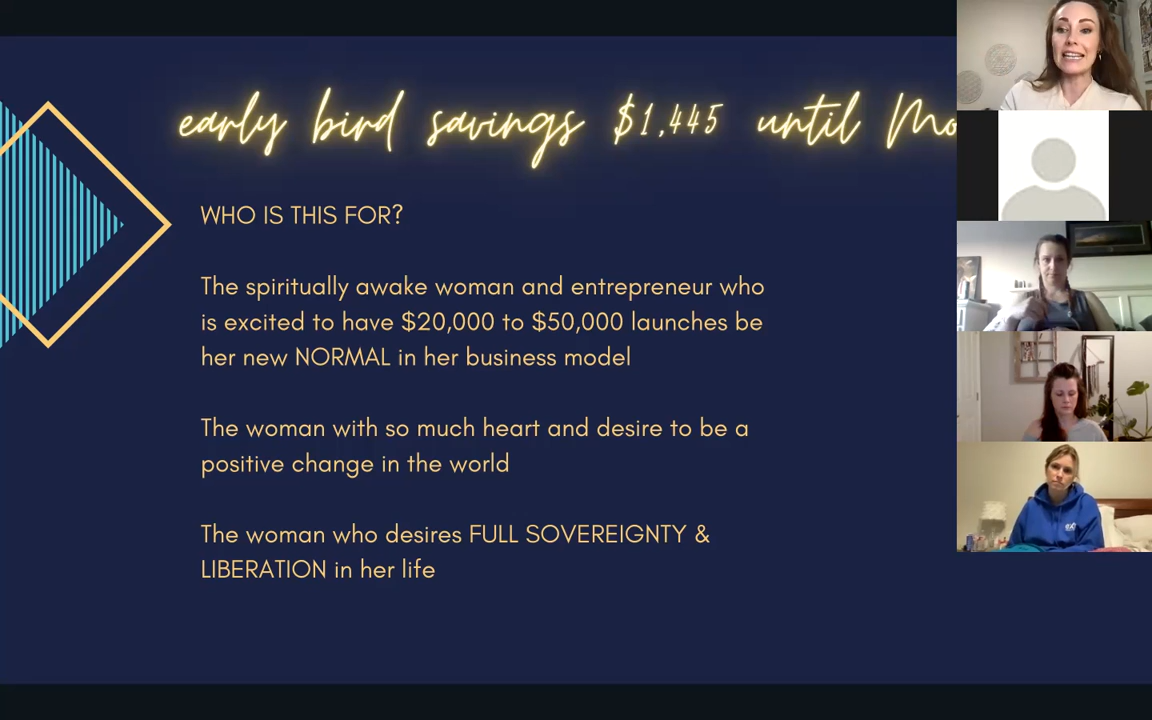 early bird savings $1,445 until Mo
WHO IS THIS FOR?
The spiritually awake woman and entrepreneur who
is excited to have $20,000 to $50,000 launches be
her new NORMAL in her business model
The woman with so much heart and desire to be a
positive change in the world
The woman who desires FULL SOVEREIGNTY &
LIBERATION in her life